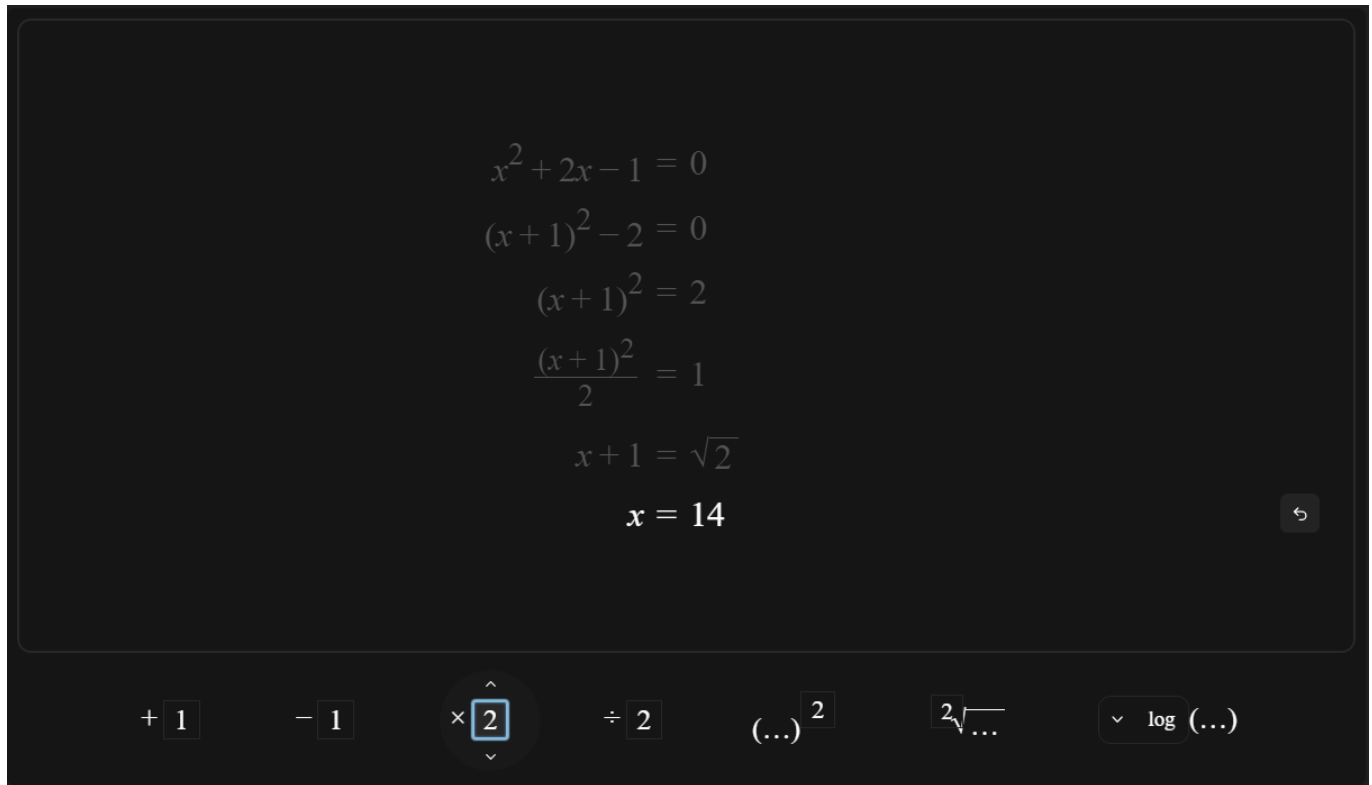 x² + 2x − 1 = 0
(x + 1)² − 2 = 0
(x + 1)² = 2
(x + 1)² / 2 = 1
x + 1 = √2
x = 14
+ 1 − 1 × 2 ÷ 2 (...)² ²√... log (...)